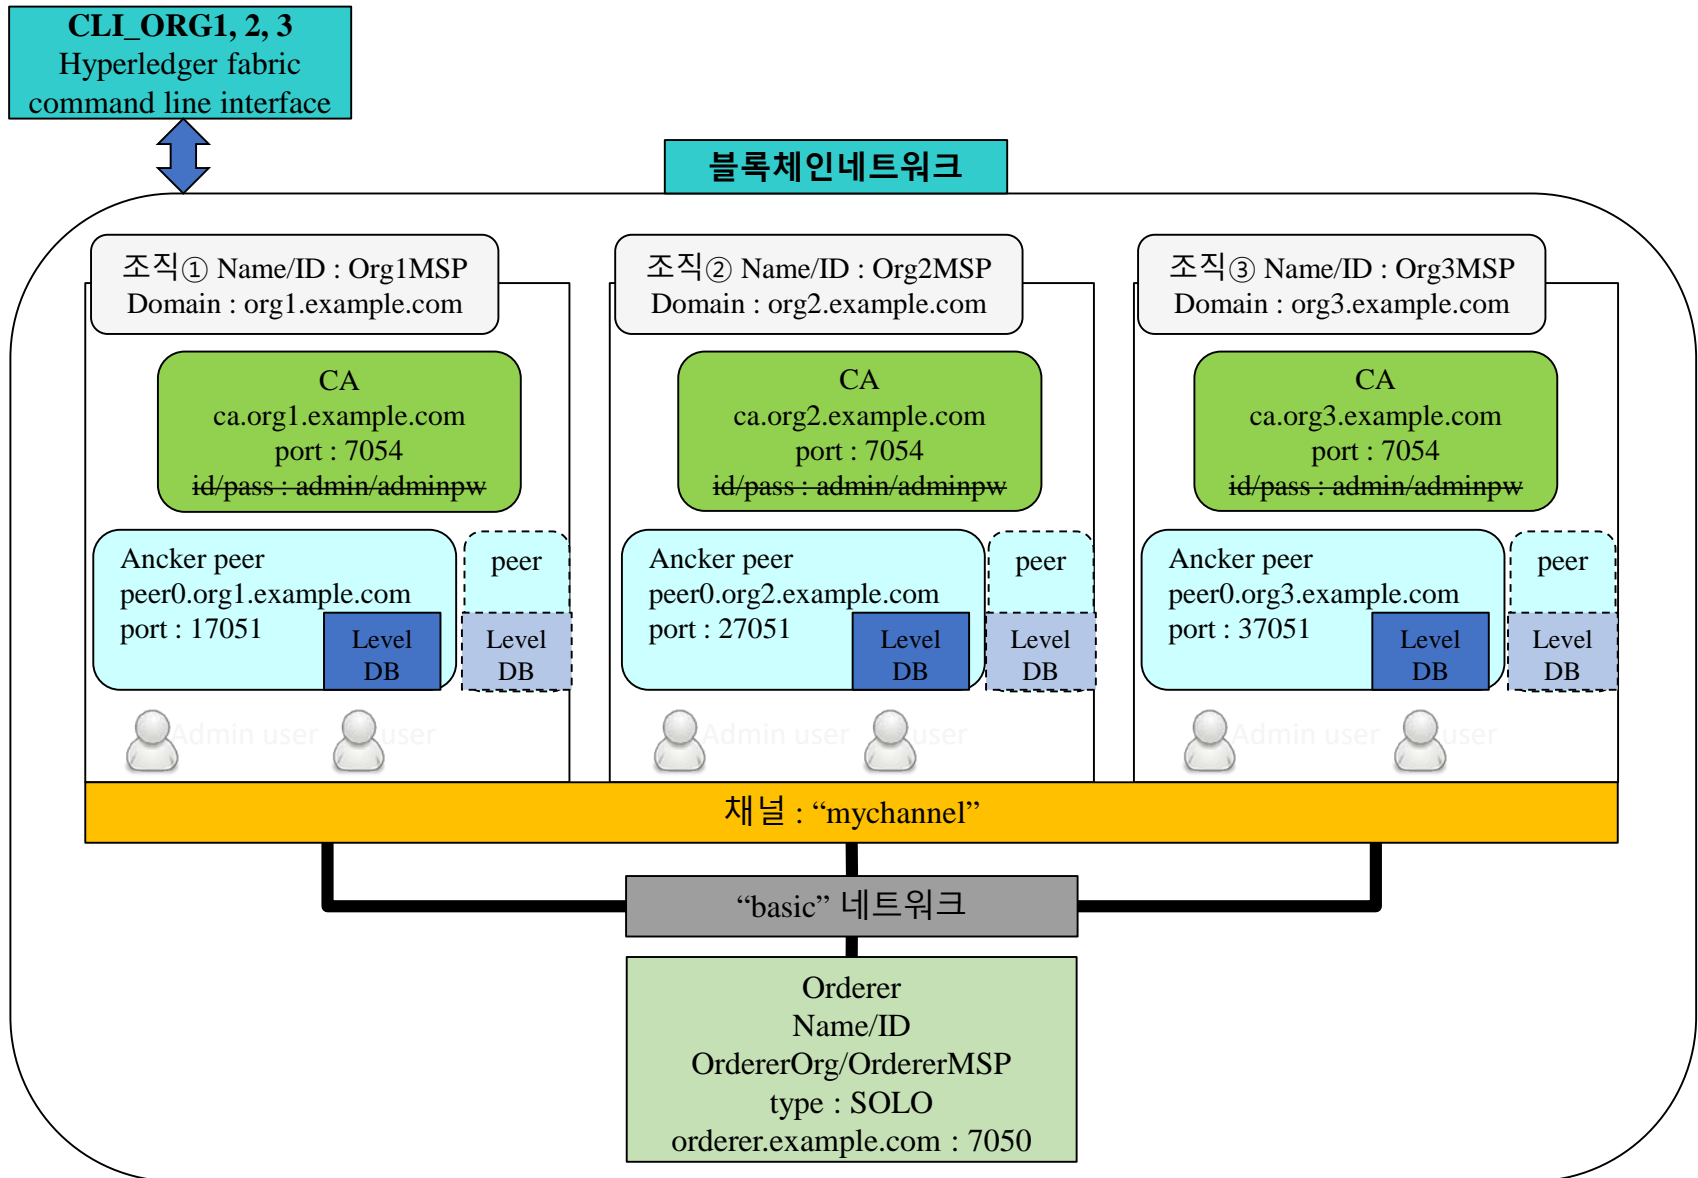 CLI_ORG1, 2, 3
Hyperledger fabric
command line interface
블록체인네트워크
조직① Name/ID : Org1MSP
Domain : org1.example.com
CA
ca.org1.example.com
port : 7054
id/pass : admin/adminpw
Ancker peer
peer0.org1.example.com
port : 17051
Level
DB
peer
Level
DB
Admin user
user
조직② Name/ID : Org2MSP
Domain : org2.example.com
CA
ca.org2.example.com
port : 7054
id/pass : admin/adminpw
Ancker peer
peer0.org2.example.com
port : 27051
Level
DB
peer
Level
DB
Admin user
user
조직③ Name/ID : Org3MSP
Domain : org3.example.com
CA
ca.org3.example.com
port : 7054
id/pass : admin/adminpw
Ancker peer
peer0.org3.example.com
port : 37051
Level
DB
peer
Level
DB
Admin user
user
채널 : “mychannel”
“basic” 네트워크
Orderer
Name/ID
OrdererOrg/OrdererMSP
type : SOLO
orderer.example.com : 7050